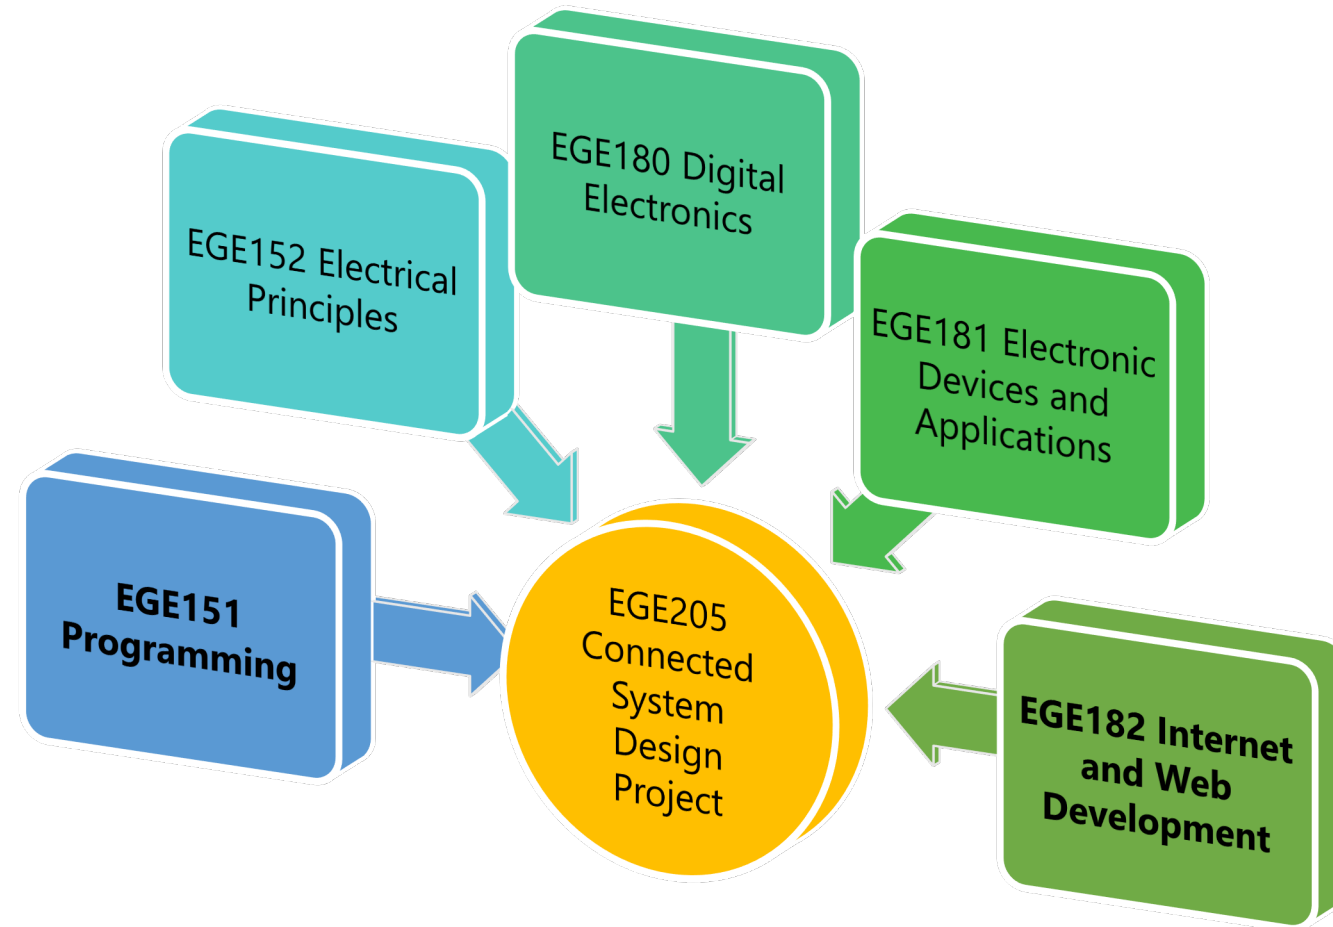 EGE180 Digital
Electronics
EGE152 Electrical
Principles
EGE181 Electronic
Devices and
Applications
EGE151
Programming
EGE205
Connected
System
Design
Project
EGE182 Internet
and Web
Development